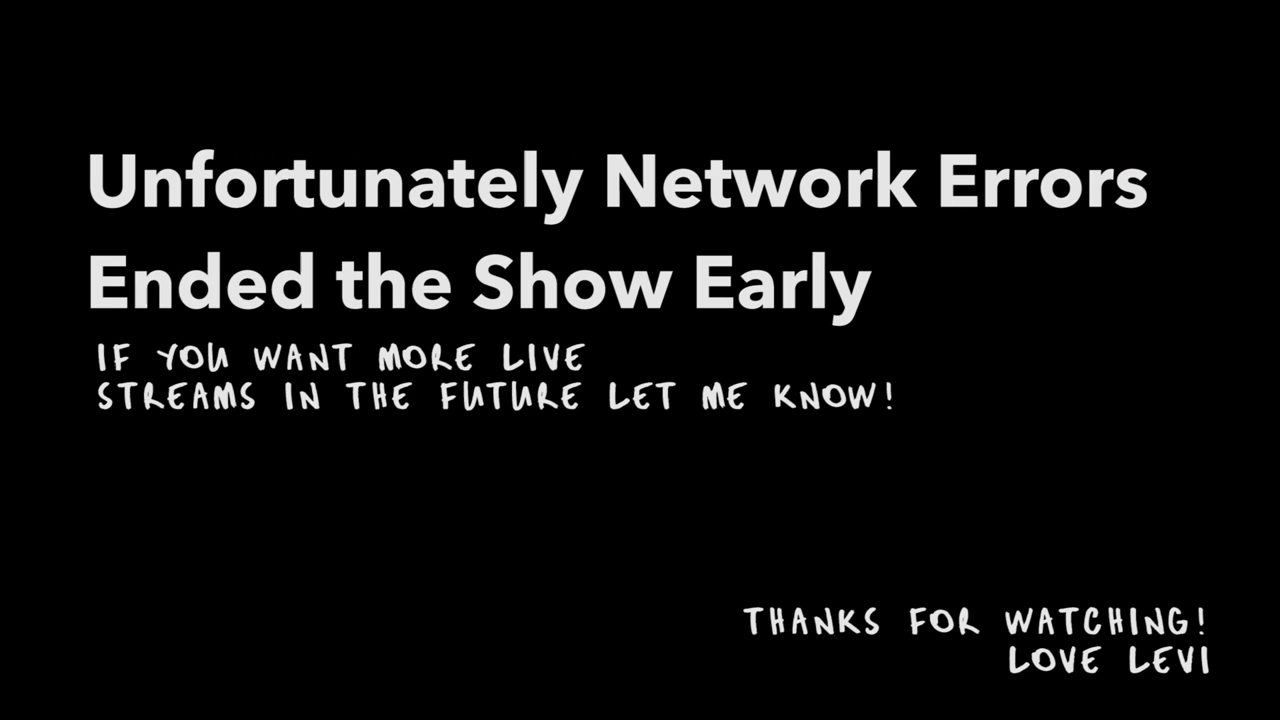 Unfortunately Network Errors
Ended the Show Early
IF YOU WANT MORE LIVE
STREAMS IN THE FUTURE LET ME KNOW!
THANKS FOR WATCHING!
LOVE LEVI